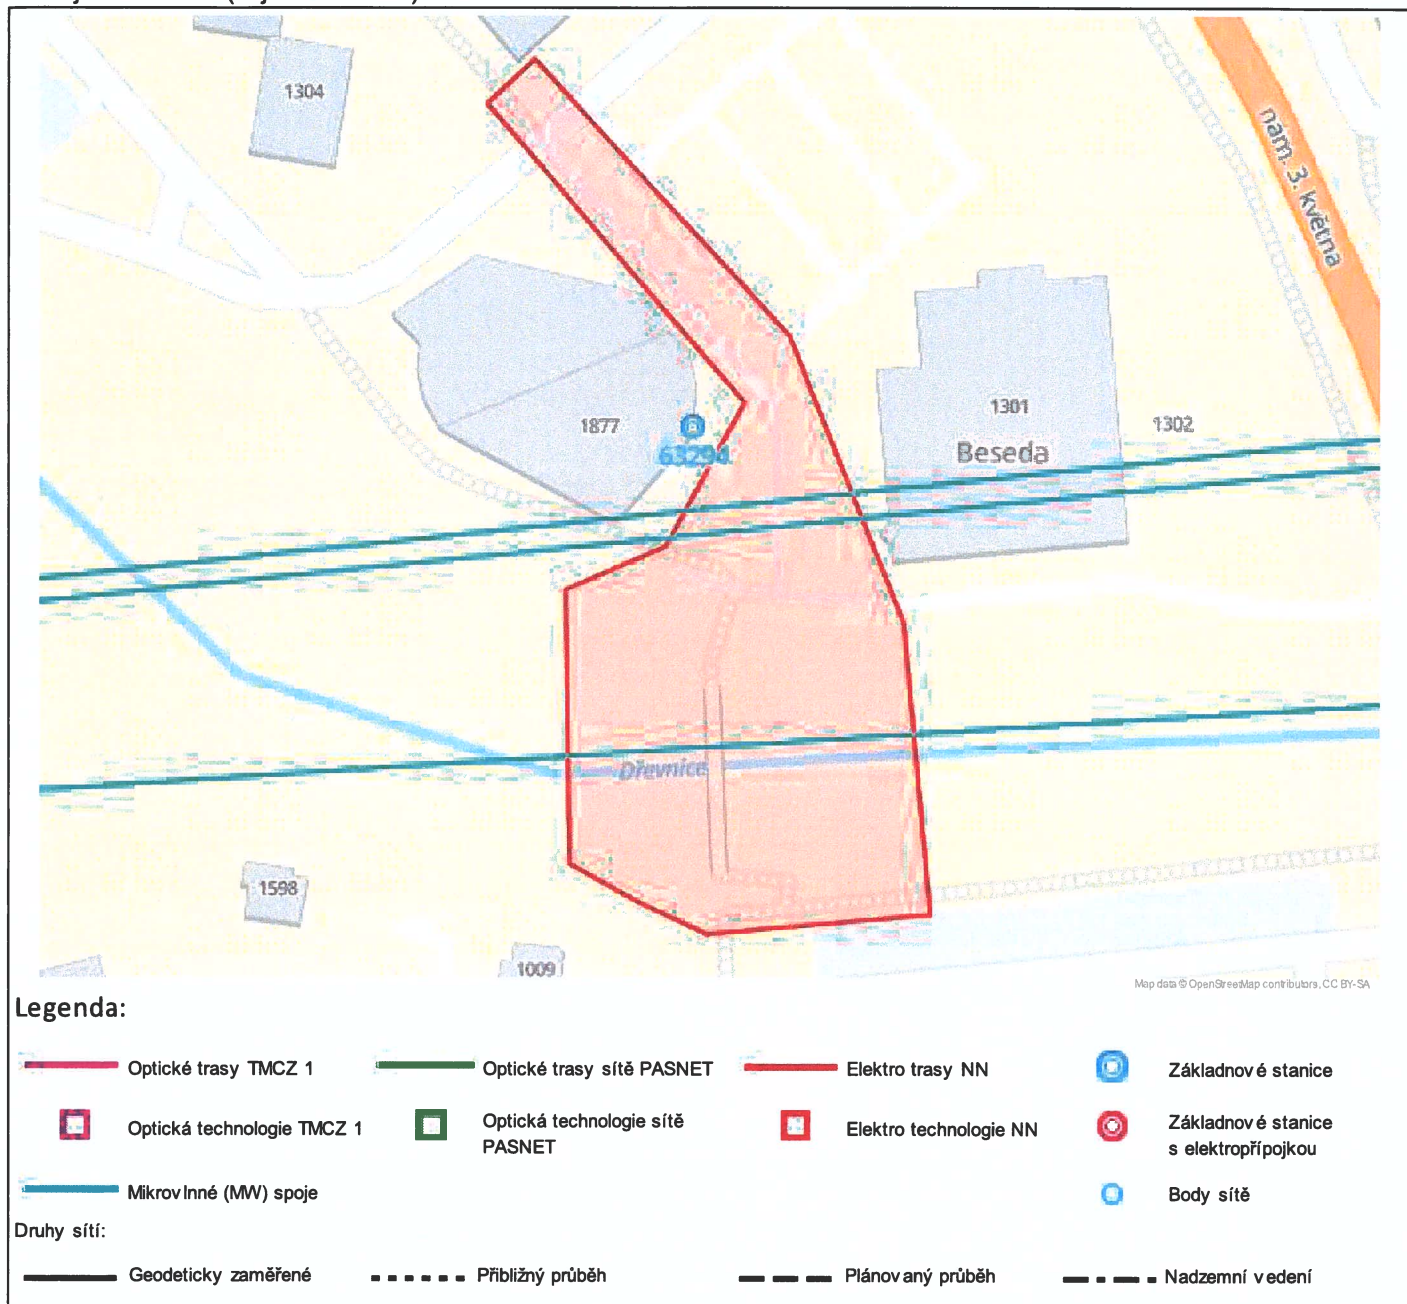 1304
nám. 3. května
1877
63294
1301
Beseda
1302
Dřevnice
1598
1009
Map data © OpenStreetMap contributors, CC BY-SA
Legenda:
Optické trasy TMCZ 1
Optické trasy sítě PASNET
Elektro trasy NN
Základnové stanice
Optická technologie TMCZ 1
Optická technologie sítě
PASNET
Elektro technologie NN
Základnové stanice
s elektropřípojkou
Mikrovlnné (MW) spoje
Body sítě
Druhy sítí:
Geodeticky zaměřené
Přibližný průběh
Plánovaný průběh
Nadzemní vedení